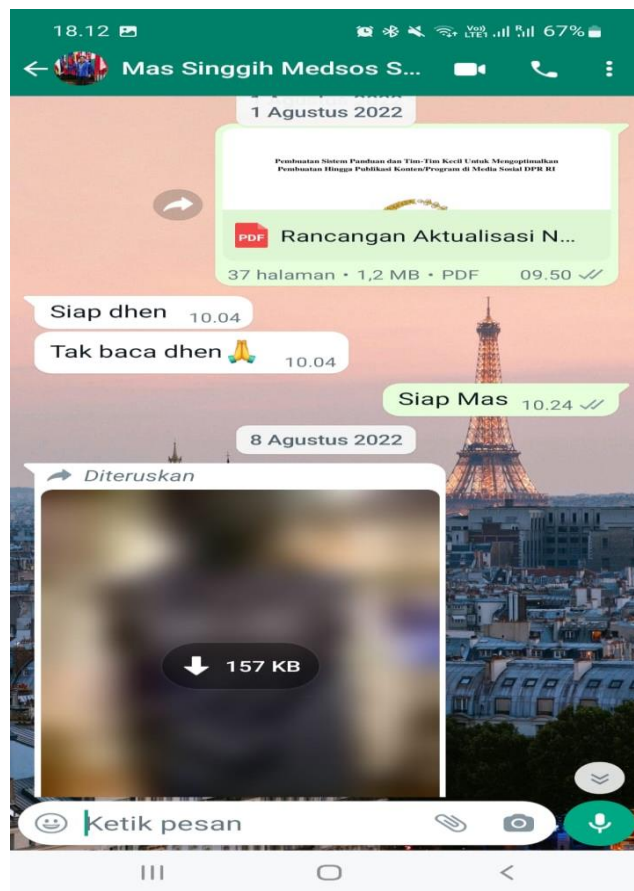 18.12
67%
Mas Singgih Medsos S...
1 Agustus 2022
Pembuatan Sistem Panduan dan Tim-Tim Kecil Untuk Mengoptimalkan
Pembuatan Hingga Publikasi Konten/Program di Media Sosial DPR RI
PDF Rancangan Aktualisasi N...
37 halaman • 1,2 MB • PDF 09.50
Siap dhen 10.04
Tak baca dhen 🙏 10.04
Siap Mas 10.24
8 Agustus 2022
Diteruskan
157 KB
Ketik pesan